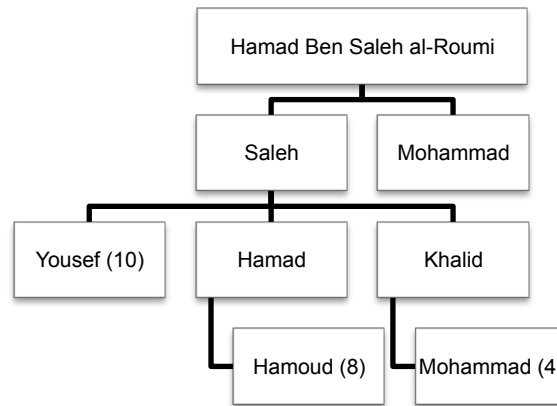 Hamad Ben Saleh al-Roumi
Saleh
Mohammad
Yousef (10)
Hamad
Khalid
Hamoud (8)
Mohammad (4